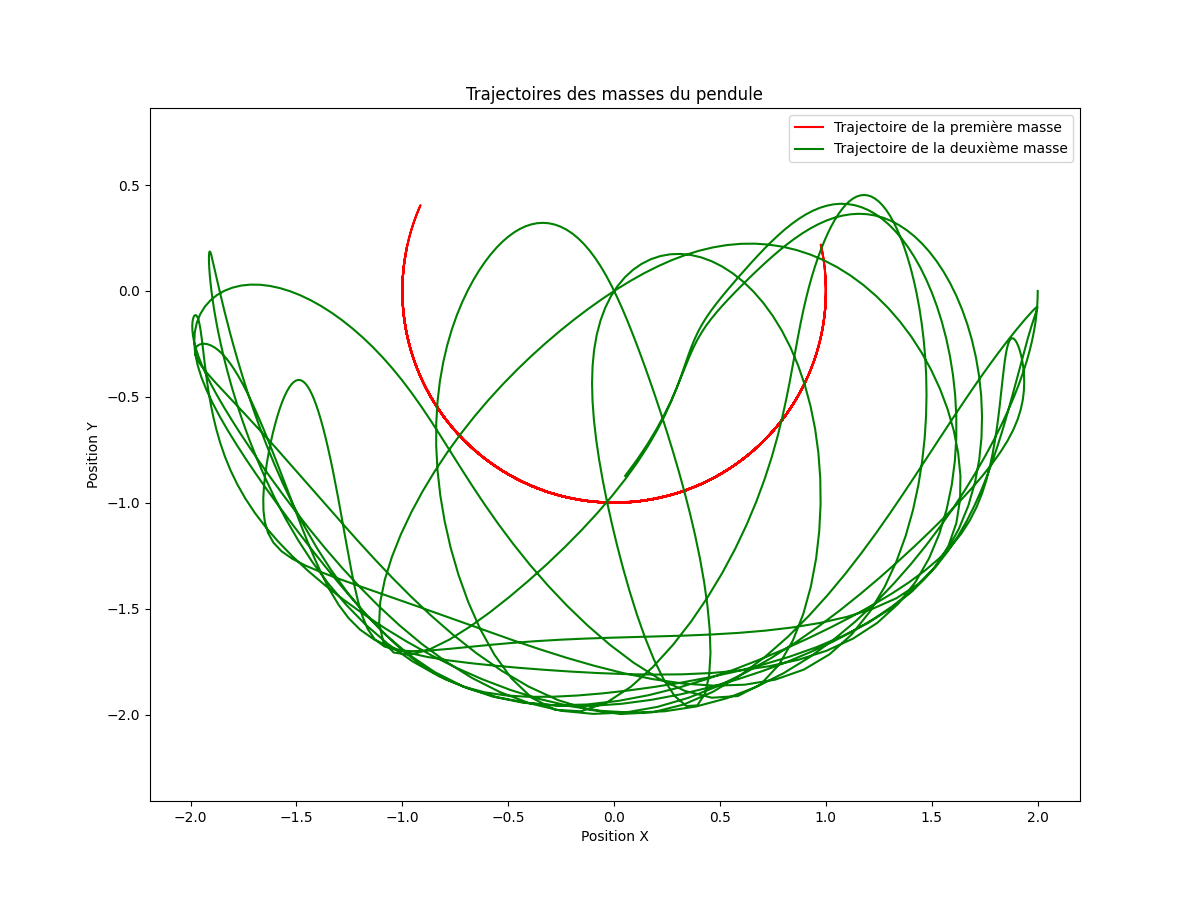 Trajectoires des masses du pendule
Trajectoire de la première masse
Trajectoire de la deuxième masse
0.5
0.0
−0.5
−1.0
−1.5
−2.0
Position Y
−2.0 −1.5 −1.0 −0.5 0.0 0.5 1.0 1.5 2.0
Position X